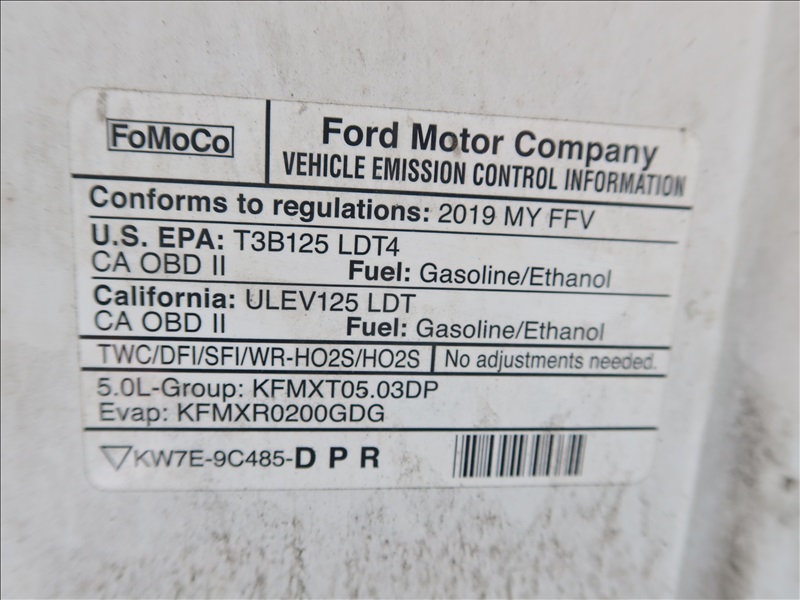 FoMoCo
Ford Motor Company
VEHICLE EMISSION CONTROL INFORMATION
Conforms to regulations: 2019 MY FFV
U.S. EPA: T3B125 LDT4
CA OBD II Fuel: Gasoline/Ethanol
California: ULEV125 LDT
CA OBD II Fuel: Gasoline/Ethanol
TWC/DFI/SFI/WR-HO2S/HO2S No adjustments needed.
5.0L-Group: KFMXT05.03DP
Evap: KFMXR0200GDG
KW7E-9C485-D P R